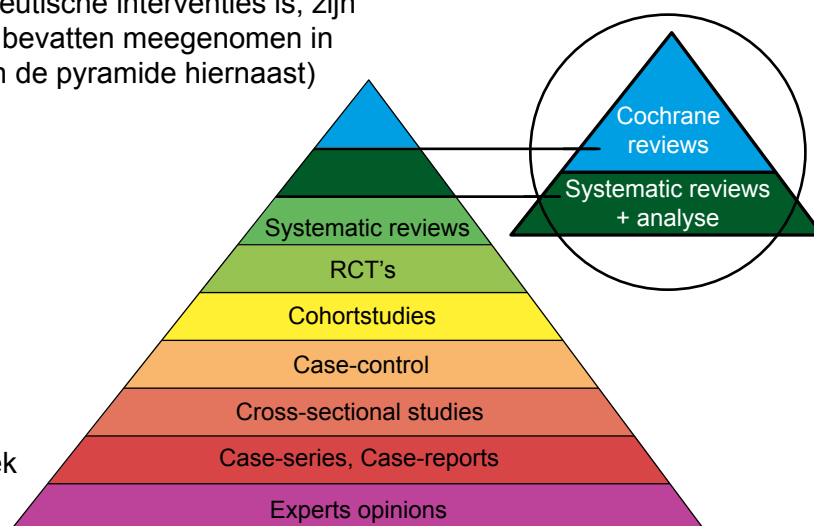 eutische interventies is, zijn
bevatten meegenomen in
de pyramide hiernaast)
Cochrane
reviews
Systematic reviews
+ analyse
Systematic reviews
RCT's
Cohortstudies
Case-control
Cross-sectional studies
Case-series, Case-reports
Experts opinions